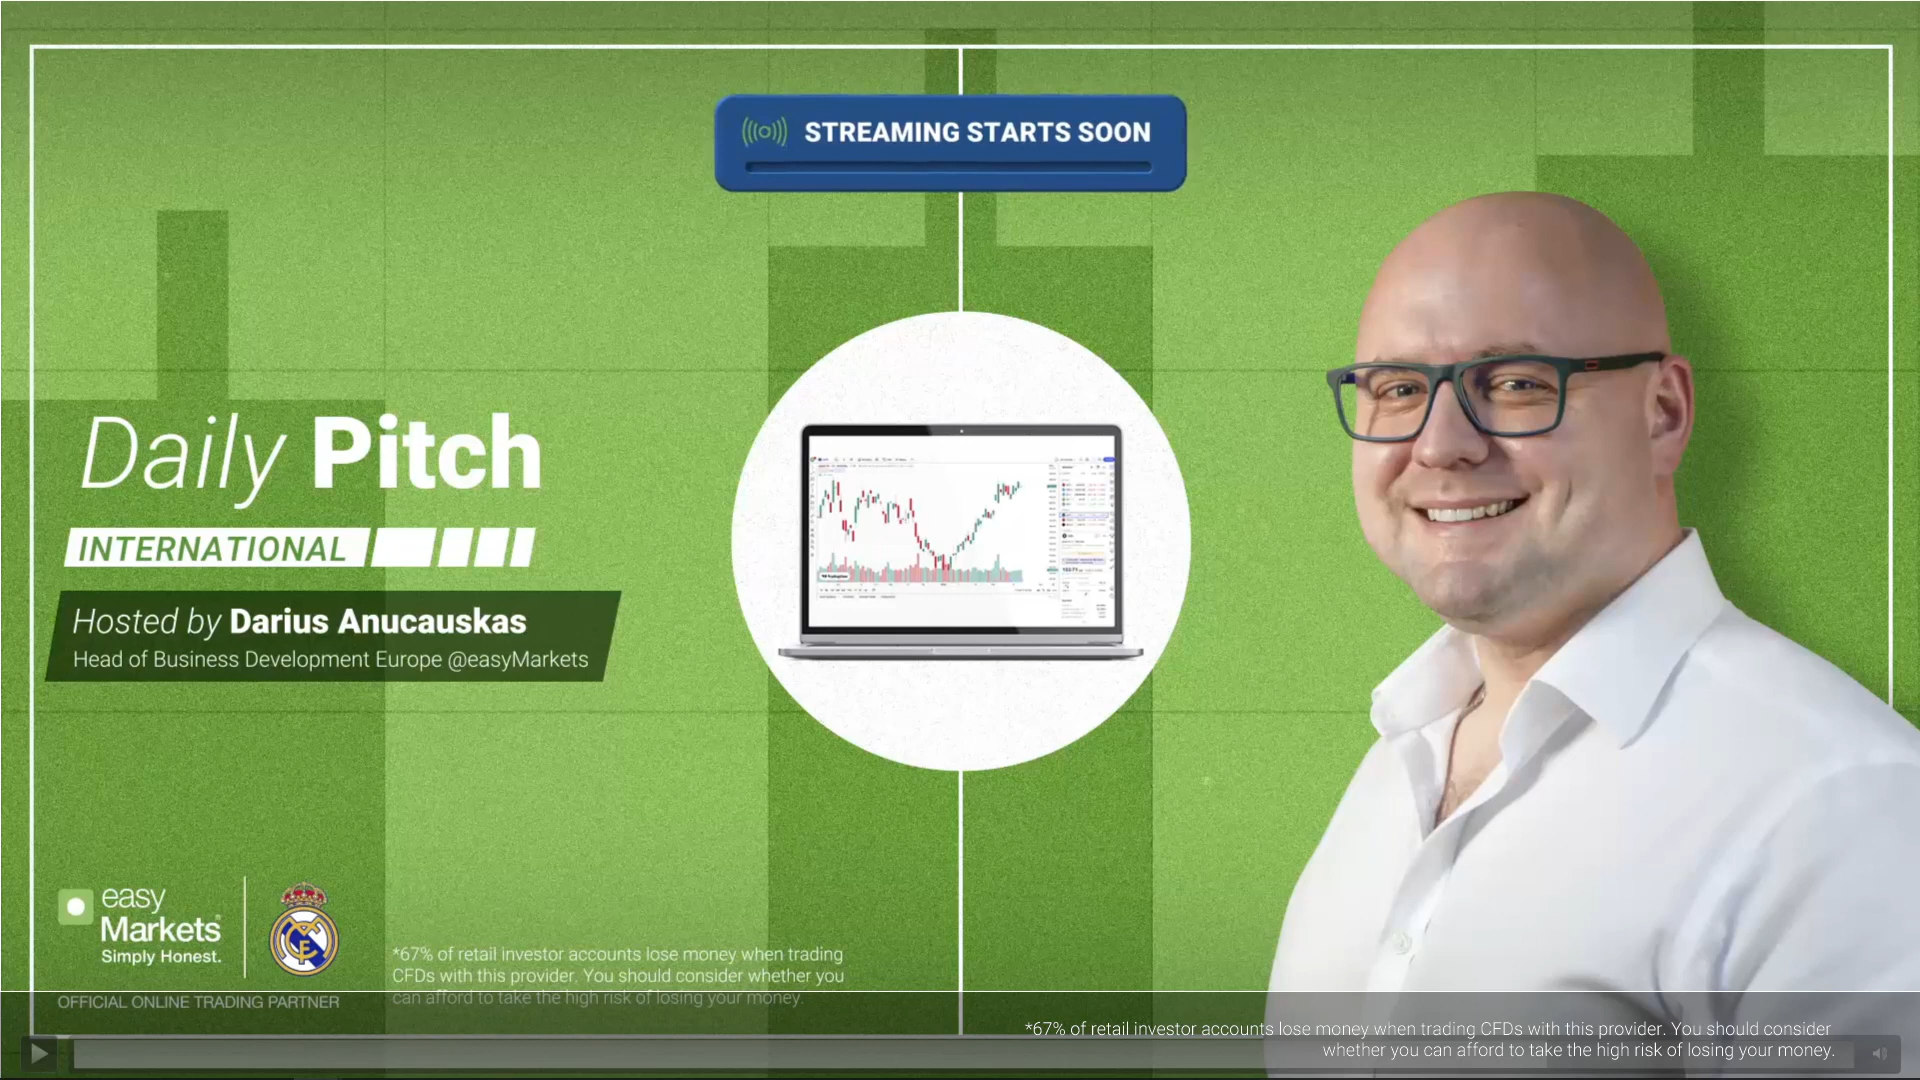 STREAMING STARTS SOON
Daily Pitch
INTERNATIONAL
Hosted by Darius Anucauskas
Head of Business Development Europe @easyMarkets
easy
Markets
Simply Honest.
OFFICIAL ONLINE TRADING PARTNER
*67% of retail investor accounts lose money when trading
CFDs with this provider. You should consider whether you
can afford to take the high risk of losing your money.
*67% of retail investor accounts lose money when trading CFDs with this provider. You should consider
whether you can afford to take the high risk of losing your money.